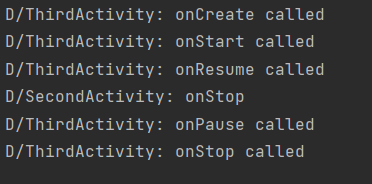 D/ThirdActivity: onCreate called
D/ThirdActivity: onStart called
D/ThirdActivity: onResume called
D/SecondActivity: onStop
D/ThirdActivity: onPause called
D/ThirdActivity: onStop called